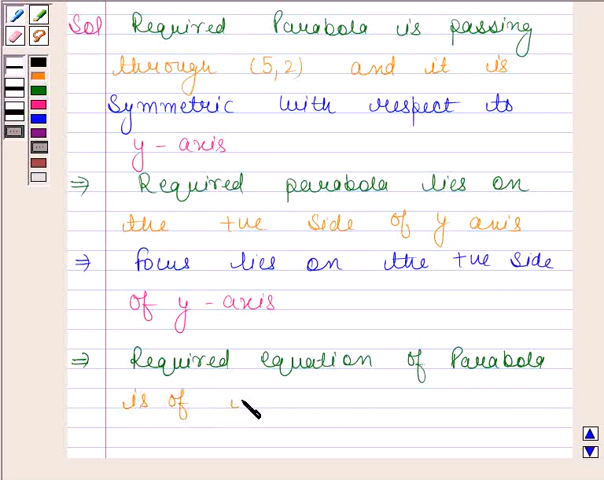 Sol Required Parabola is passing
through (5,2) and it is
Symmetric with respect to
y-axis
⇒ Required parabola lies on
the +ve side of y axis
⇒ focus lies on the +ve side
of y-axis
⇒ Required equation of Parabola
is of